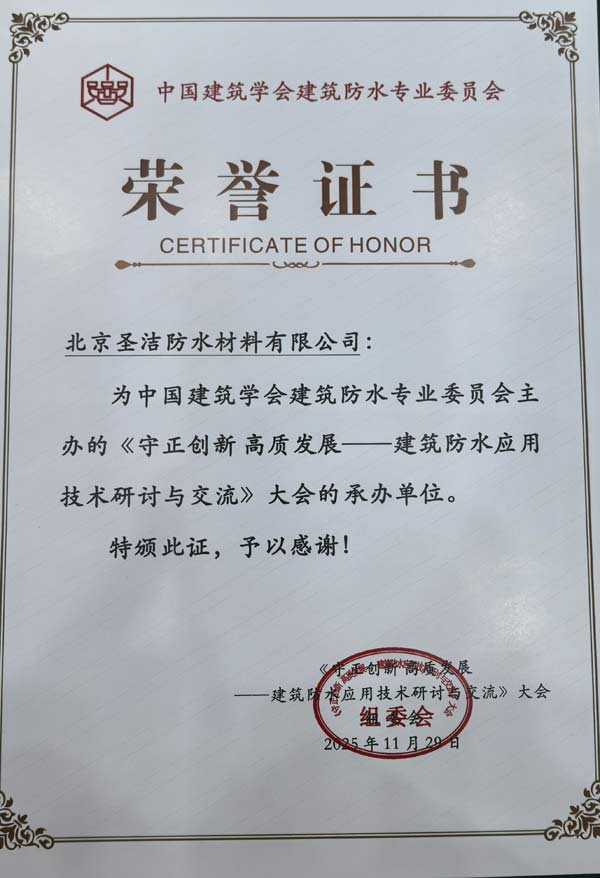 中国建筑学会建筑防水专业委员会
荣誉证书
CERTIFICATE OF HONOR
北京圣洁防水材料有限公司：
为中国建筑学会建筑防水专业委员会主
办的《守正创新 高质发展——建筑防水应用
技术研讨与交流》大会的承办单位。
特颁此证，予以感谢！
《守正创新 高质发展
——建筑防水应用技术研讨与交流》大会
组委会
2025年11月29日
组委会